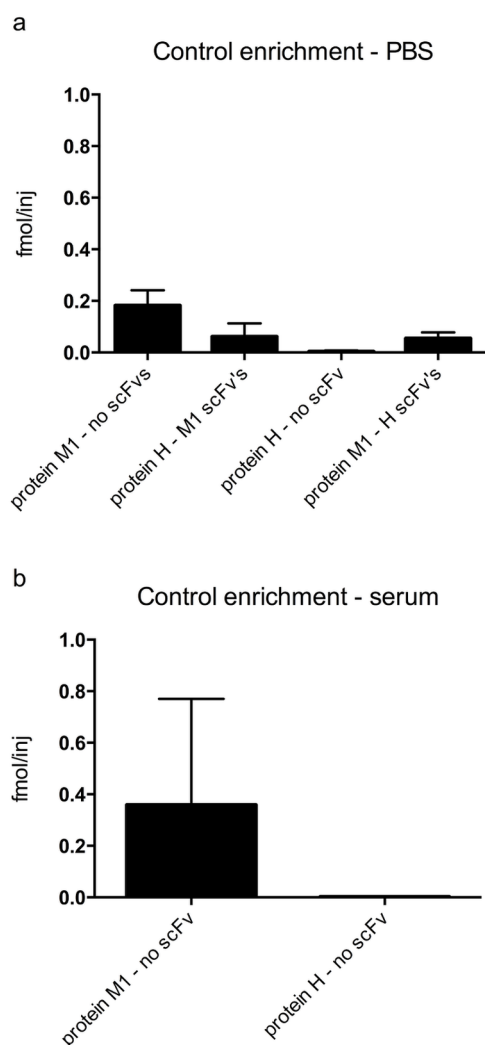 a
Control enrichment - PBS
1.0
0.8
0.6
0.4
0.2
0.0
fmol/inj
protein M1 - no scFvs
protein H - M1 scFv's
protein H - no scFv
protein M1 - H scFv's
b
Control enrichment - serum
1.0
0.8
0.6
0.4
0.2
0.0
fmol/inj
protein M1 - no scFv
protein H - no scFv